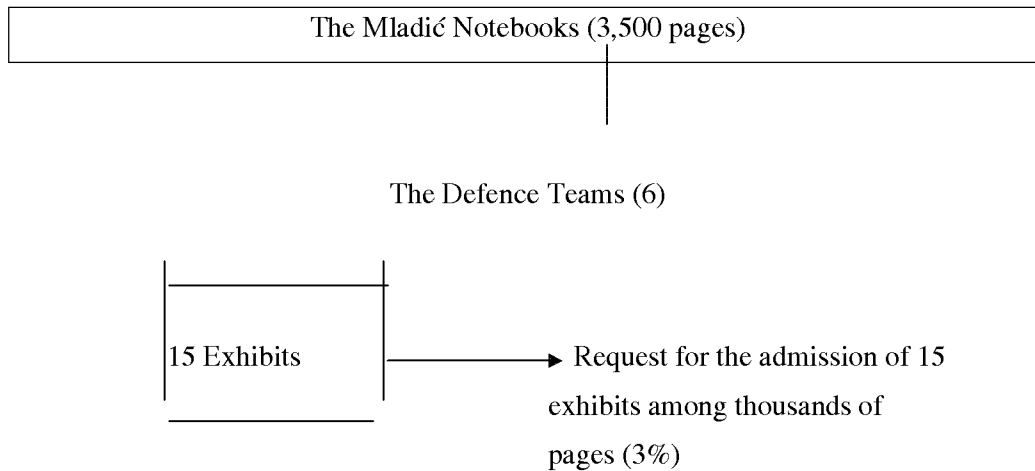 The Mladić Notebooks (3,500 pages)
The Defence Teams (6)
15 Exhibits
Request for the admission of 15
exhibits among thousands of
pages (3%)